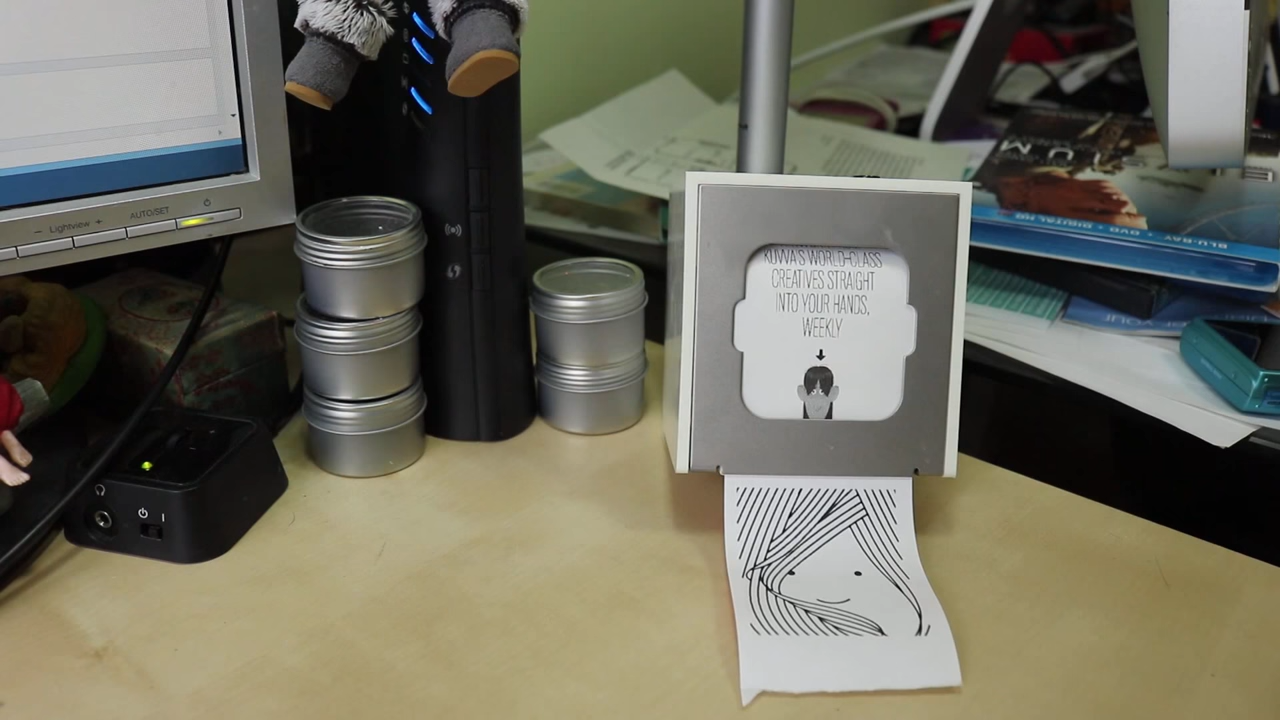 - Lightview +
AUTO/SET
KUVVA'S WORLD-CLASS
CREATIVES STRAIGHT
INTO YOUR HANDS,
WEEKLY
BLU-RAY + DVD + DIGITAL HD